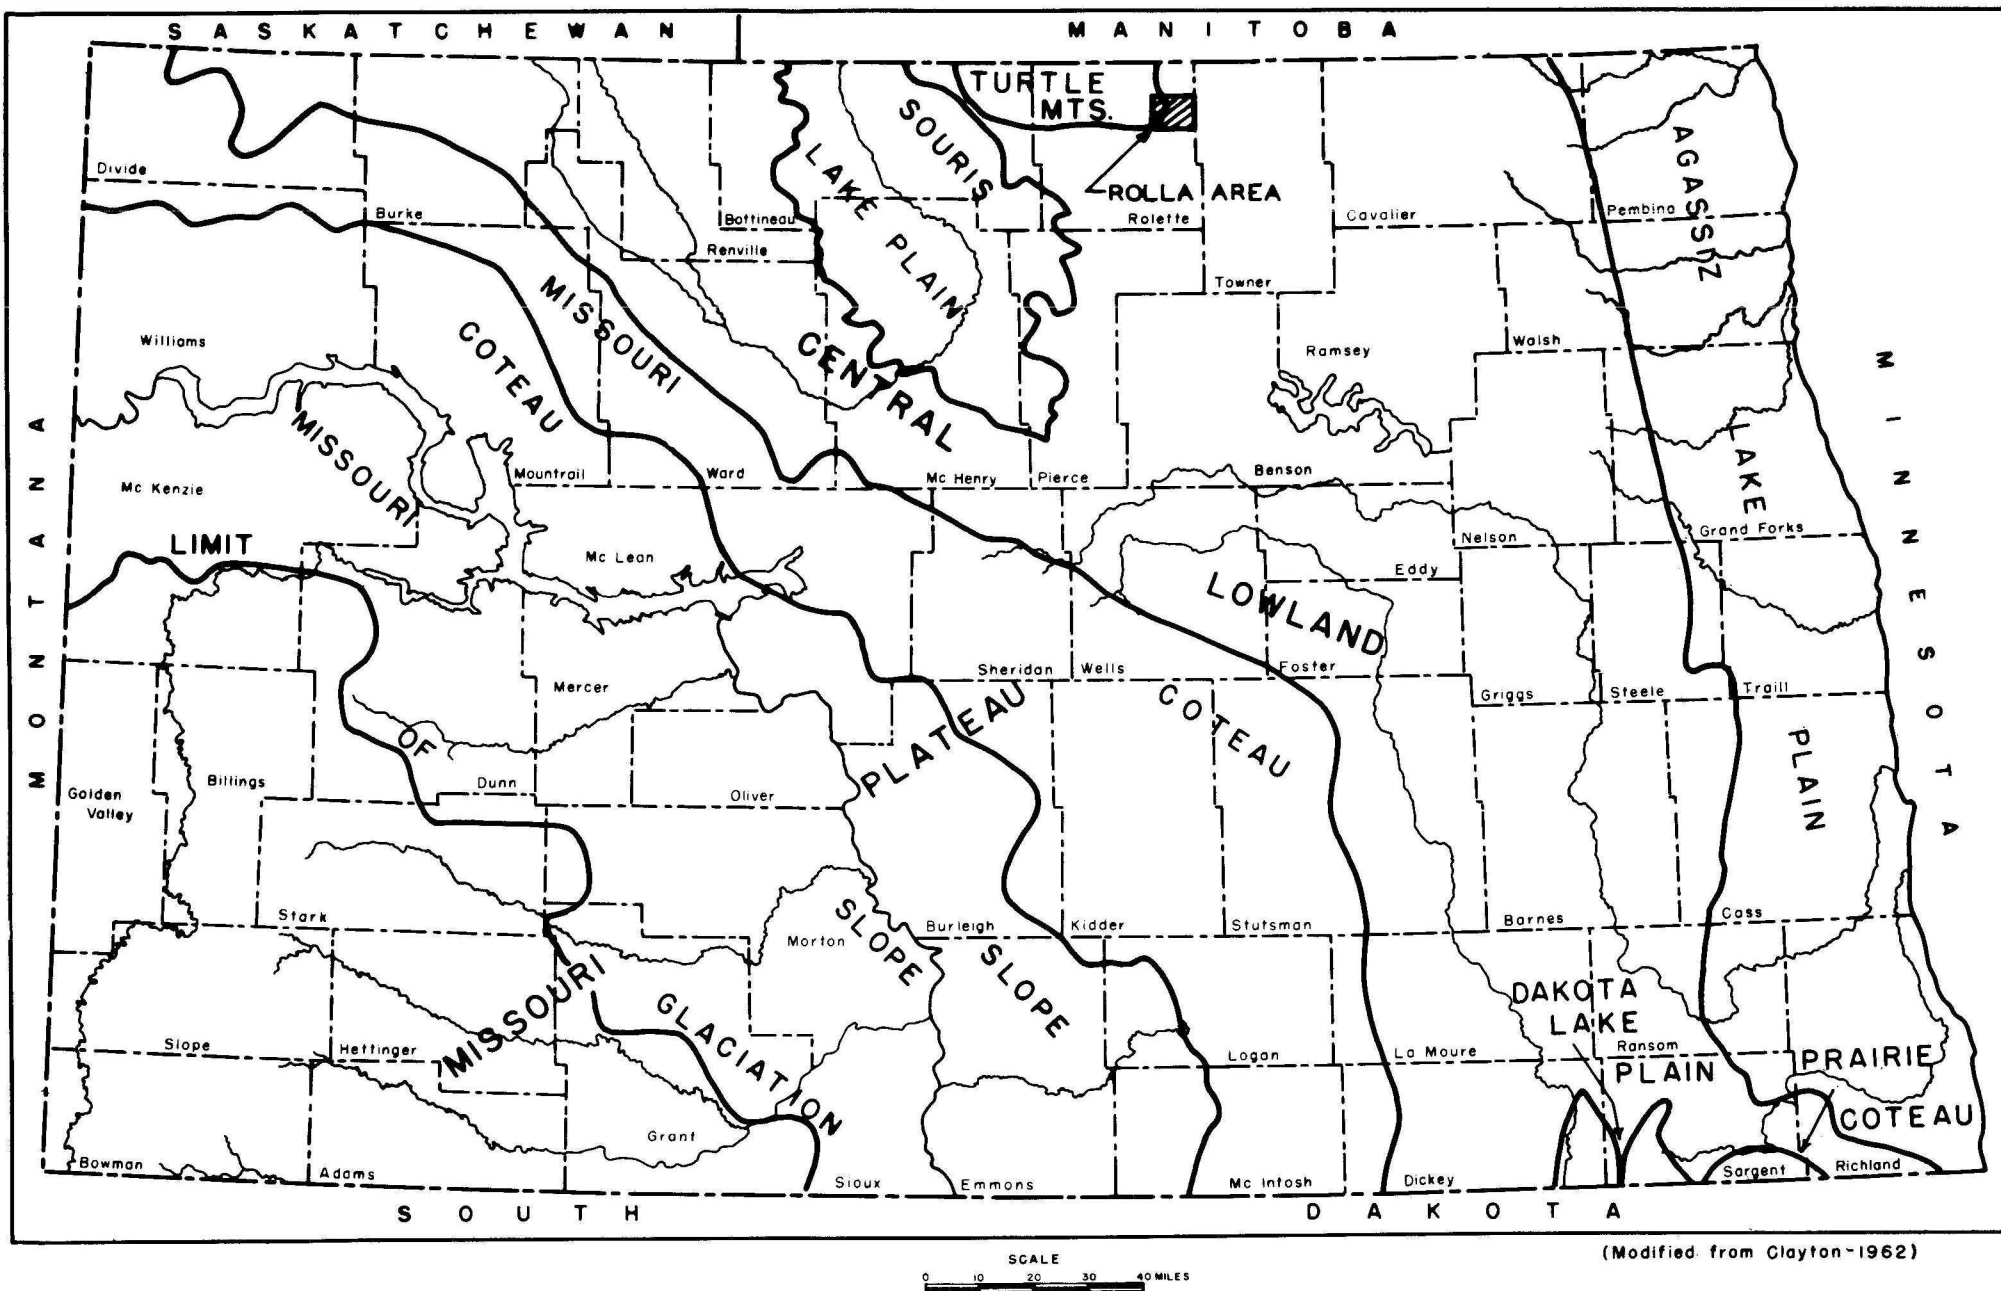 SASKATCHEWAN
MANITOBA
TURTLE
MTS.
SOURIS
LAKE PLAIN
ROLLA AREA
AGASSIZ
LAKE
PLAIN
Divide
Burke
Bottineau
Renville
Rolette
Cavalier
Pembina
Towner
Williams
COTEAU
MISSOURI
CENTRAL
LOWLAND
Ramsey
Walsh
MINNESOTA
MONTANA
MISSOURI
Mc Kenzie
Mountrail
Ward
Mc Henry
Pierce
Benson
Nelson
Grand Forks
LIMIT
OF
GLACIATION
Mc Lean
Eddy
Sheridan
Wells
Foster
Griggs
Steele
Traill
Mercer
MISSOURI
PLATEAU
COTEAU
Golden
Valley
Billings
Dunn
Oliver
Stark
Morton
SLOPE
Burleigh
SLOPE
Kidder
Stutsman
Barnes
Cass
DAKOTA
LAKE
PLAIN
Slope
Hettinger
Logan
La Moure
Ransom
PRAIRIE
COTEAU
Grant
Bowman
Adams
Sioux
Emmons
Mc Intosh
Dickey
Sargent
Richland
SOUTH
DAKOTA
(Modified from Clayton-1962)
SCALE
0 10 20 30 40 MILES